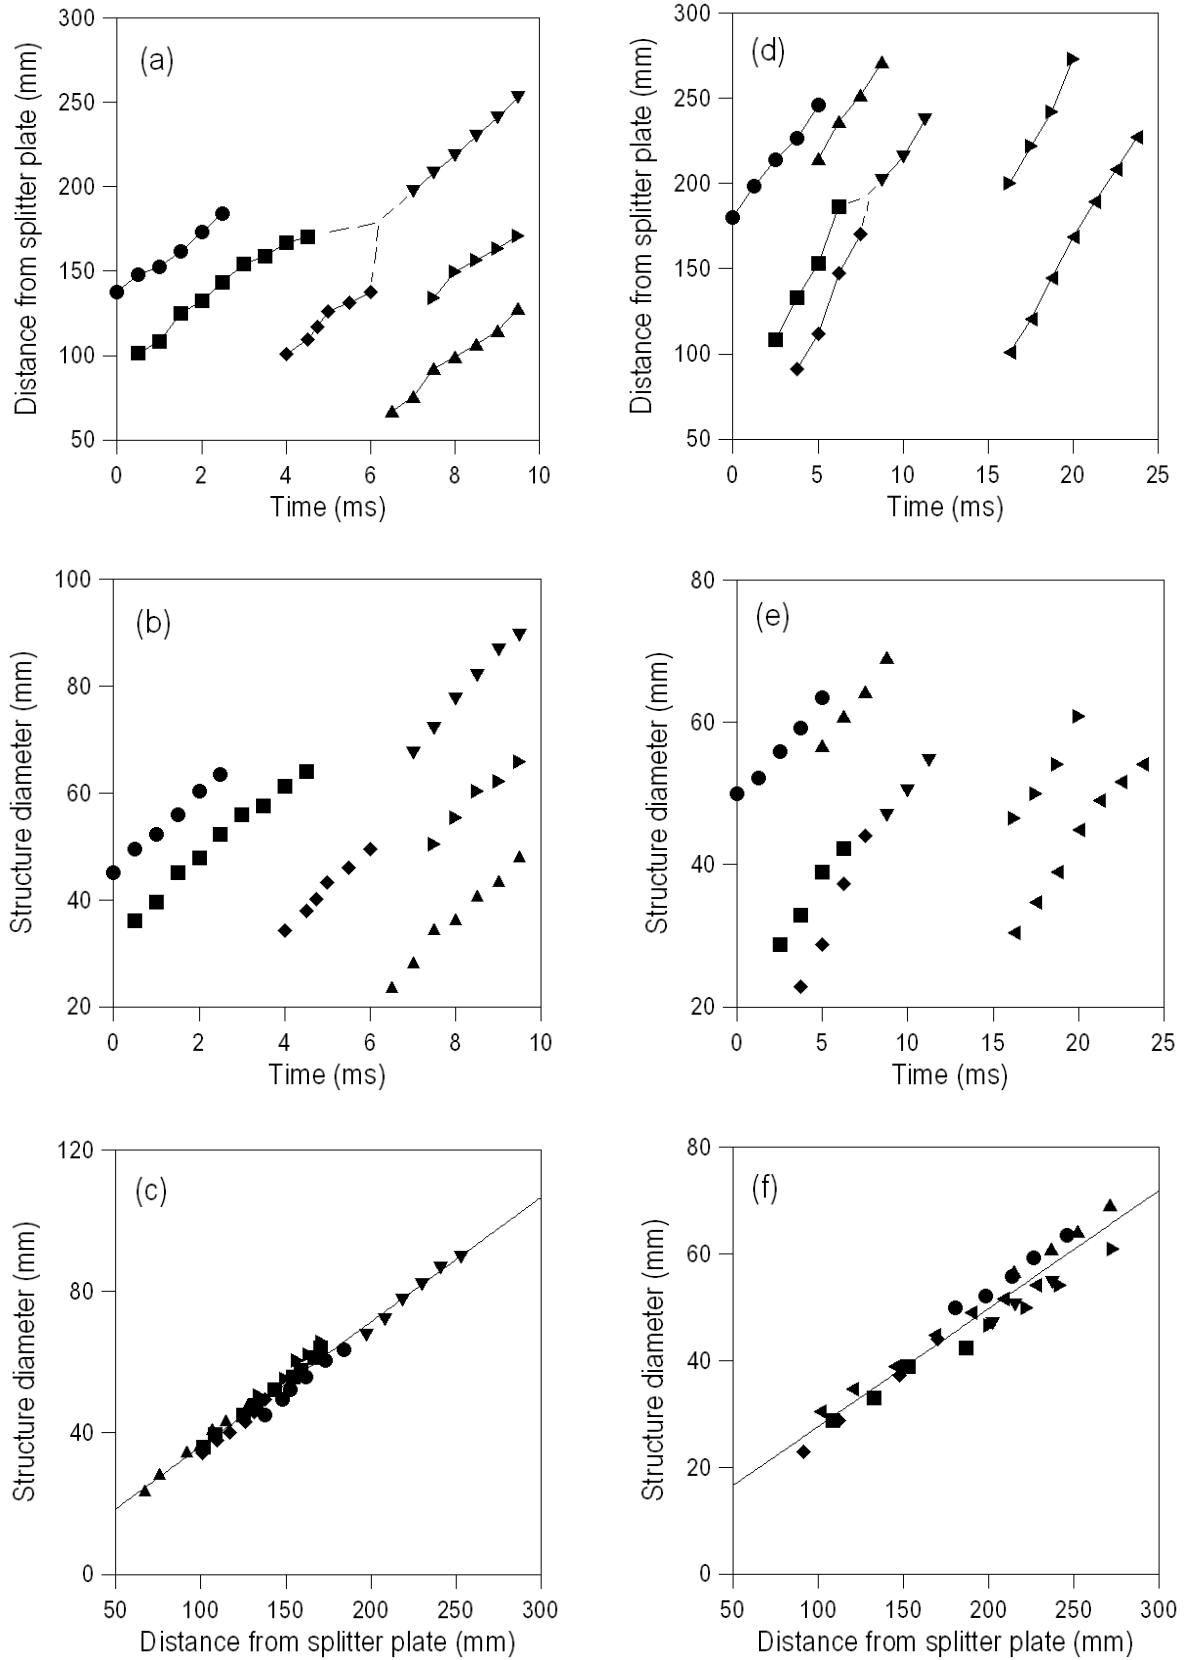 (a)
300
250
200
150
100
50
0 2 4 6 8 10
Distance from splitter plate (mm)
Time (ms)
(d)
300
250
200
150
100
50
0 5 10 15 20 25
Distance from splitter plate (mm)
Time (ms)
(b)
100
80
60
40
20
0 2 4 6 8 10
Structure diameter (mm)
Time (ms)
(e)
80
60
40
20
0 5 10 15 20 25
Structure diameter (mm)
Time (ms)
(c)
120
80
40
0
50 100 150 200 250 300
Structure diameter (mm)
Distance from splitter plate (mm)
(f)
80
60
40
20
0
50 100 150 200 250 300
Structure diameter (mm)
Distance from splitter plate (mm)